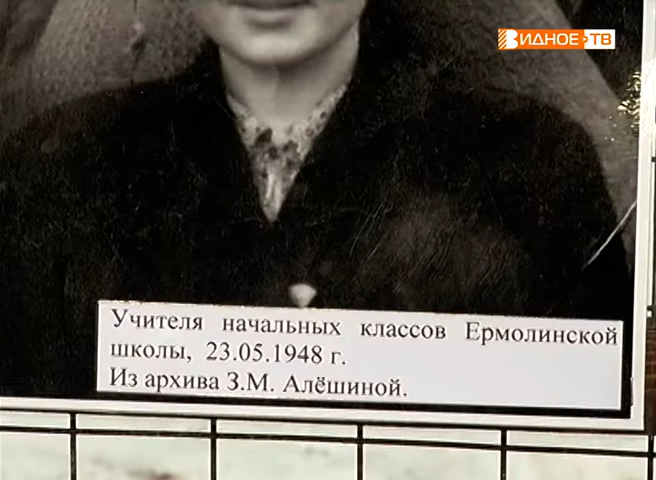 ВИДНОЕ ТВ
Учителя начальных классов Ермолинской
школы, 23.05.1948 г.
Из архива З.М. Алёшиной.